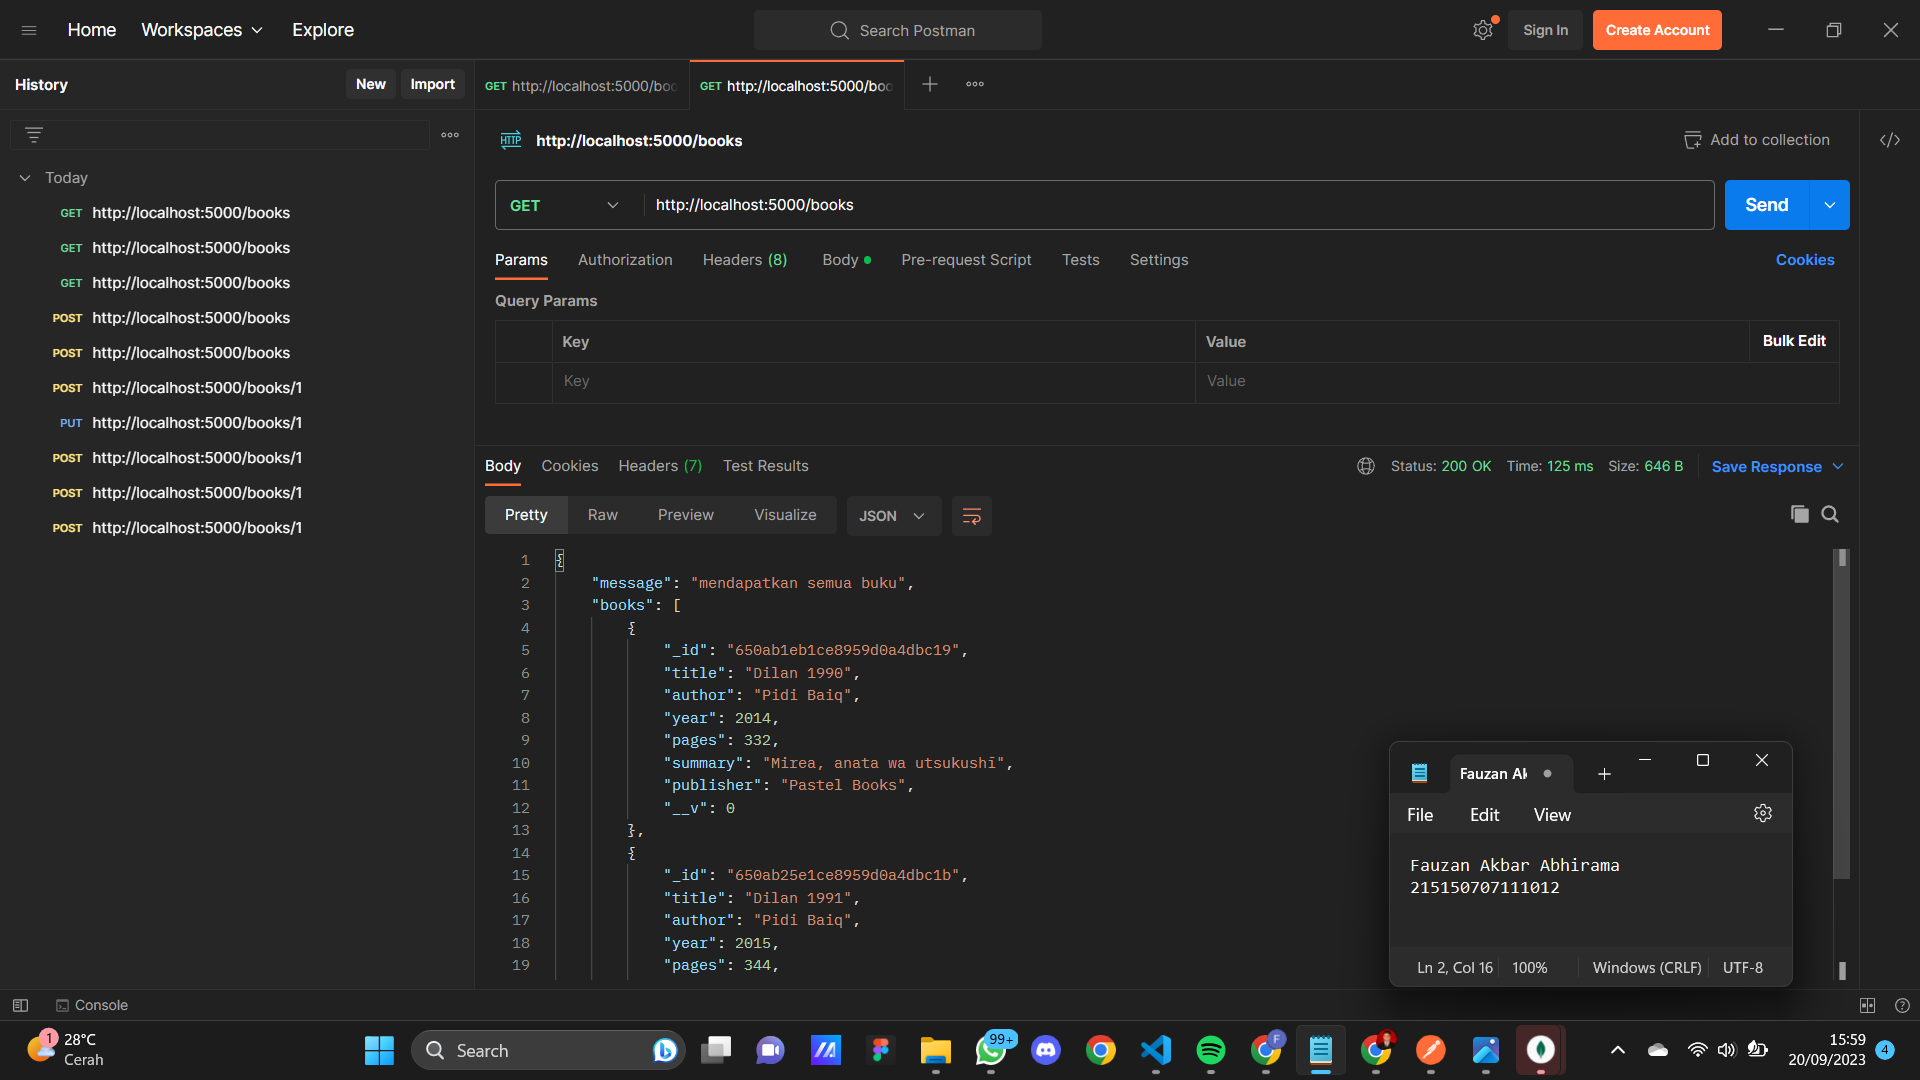 Home Workspaces Explore Search Postman Sign In Create Account
History New Import GET http://localhost:5000/boo GET http://localhost:5000/boo
HTTP http://localhost:5000/books Add to collection
Today
GET http://localhost:5000/books
GET http://localhost:5000/books
GET http://localhost:5000/books
POST http://localhost:5000/books
POST http://localhost:5000/books
POST http://localhost:5000/books/1
PUT http://localhost:5000/books/1
POST http://localhost:5000/books/1
POST http://localhost:5000/books/1
POST http://localhost:5000/books/1
GET http://localhost:5000/books Send
Params Authorization Headers (8) Body Pre-request Script Tests Settings Cookies
Query Params
Key Value Bulk Edit
Key Value
Body Cookies Headers (7) Test Results Status: 200 OK Time: 125 ms Size: 646 B Save Response
Pretty Raw Preview Visualize JSON
1 {
2 "message": "mendapatkan semua buku",
3 "books": [
4 {
5 "_id": "650ab1eb1ce8959d0a4dbc19",
6 "title": "Dilan 1990",
7 "author": "Pidi Baiq",
8 "year": 2014,
9 "pages": 332,
10 "summary": "Mirea, anata wa utsukushī",
11 "publisher": "Pastel Books",
12 "__v": 0
13 },
14 {
15 "_id": "650ab25e1ce8959d0a4dbc1b",
16 "title": "Dilan 1991",
17 "author": "Pidi Baiq",
18 "year": 2015,
19 "pages": 344,
Fauzan Ak
File Edit View
Fauzan Akbar Abhirama
215150707111012
Ln 2, Col 16 100% Windows (CRLF) UTF-8
Console
1 28°C
Cerah
Search
99+
F
15:59
20/09/2023
4